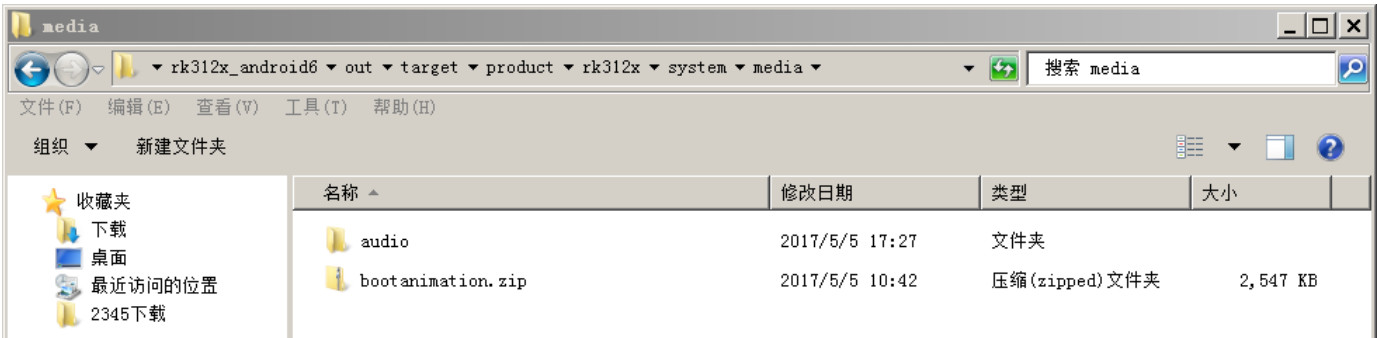 media
rk312x_android6 out target product rk312x system media 搜索 media
文件(F) 编辑(E) 查看(V) 工具(T) 帮助(H)
组织 新建文件夹
收藏夹 名称 修改日期 类型 大小
下载 audio 2017/5/5 17:27 文件夹
桌面
最近访问的位置 bootanimation.zip 2017/5/5 10:42 压缩(zipped)文件夹 2,547 KB
2345下载